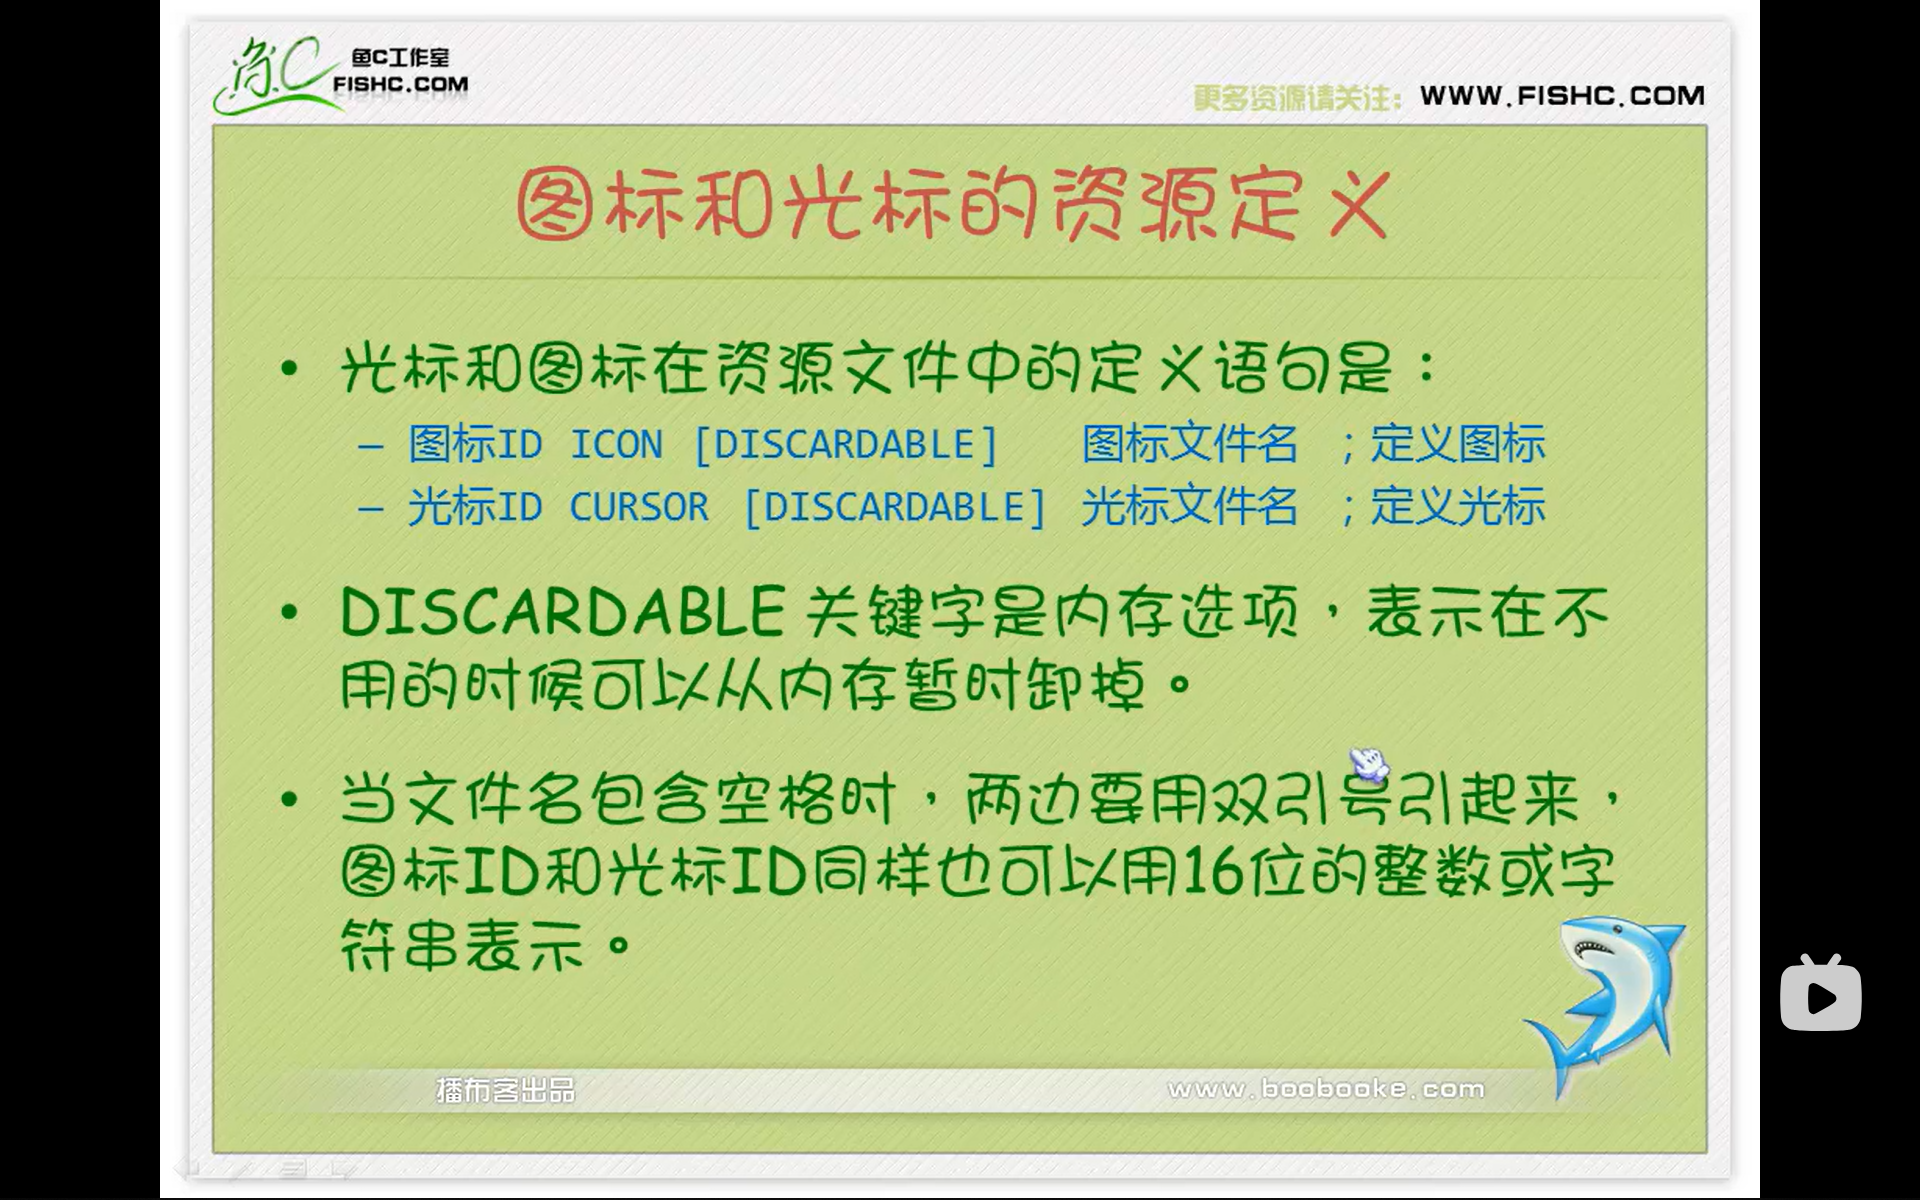 鱼C工作室
FISHC.COM
更多资源请关注: WWW.FISHC.COM
图标和光标的资源定义
• 光标和图标在资源文件中的定义语句是：
– 图标ID ICON [DISCARDABLE] 图标文件名 ；定义图标
– 光标ID CURSOR [DISCARDABLE] 光标文件名 ；定义光标
• DISCARDABLE 关键字是内存选项，表示在不
用的时候可以从内存暂时卸掉。
• 当文件名包含空格时，两边要用双引号引起来，
图标ID和光标ID同样也可以用16位的整数或字
符串表示。
播布客出品
www.boobooke.com